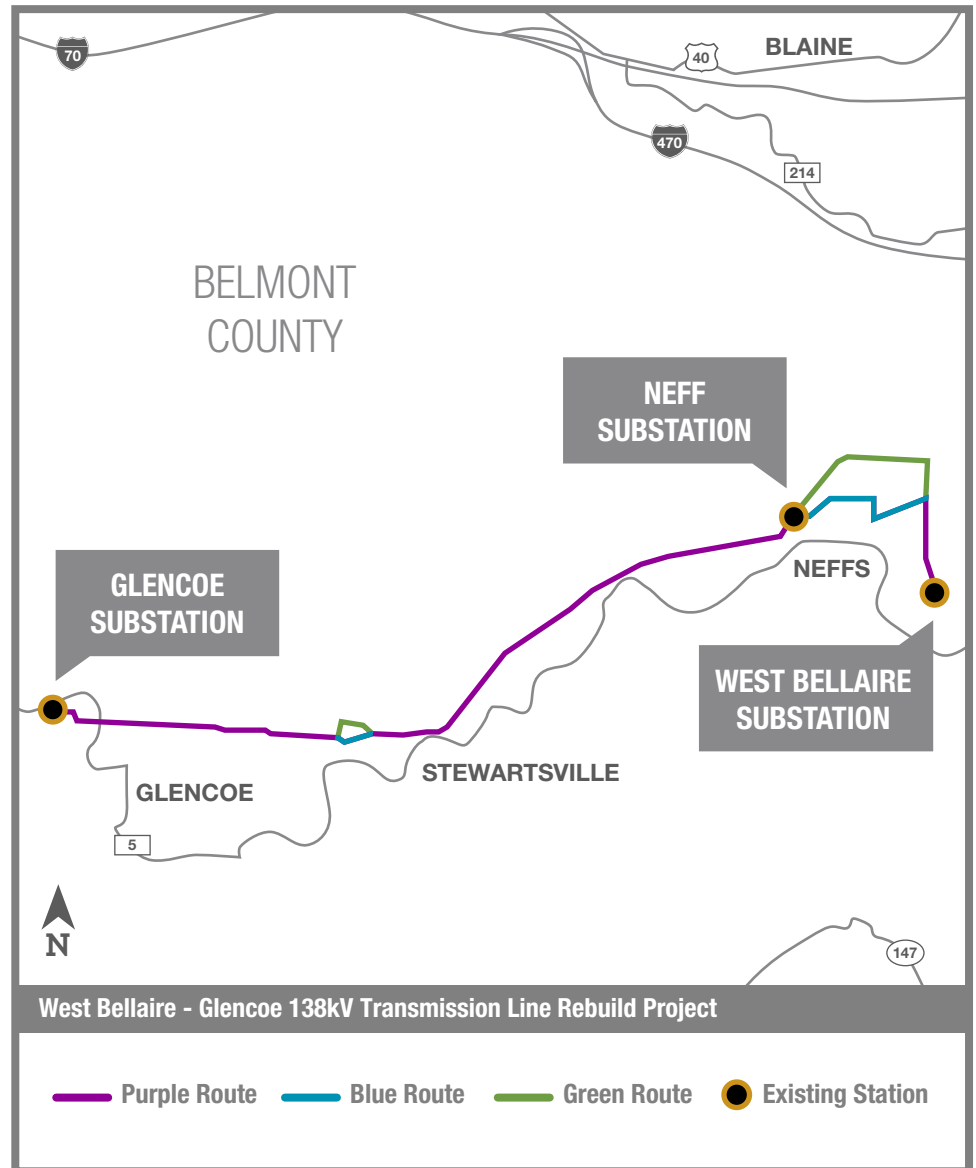 70
40
BLAINE
470
214
BELMONT
COUNTY
NEFF
SUBSTATION
NEFFS
GLENCOE
SUBSTATION
WEST BELLAIRE
SUBSTATION
STEWARTSVILLE
GLENCOE
5
N
147
West Bellaire - Glencoe 138kV Transmission Line Rebuild Project
Purple Route
Blue Route
Green Route
Existing Station